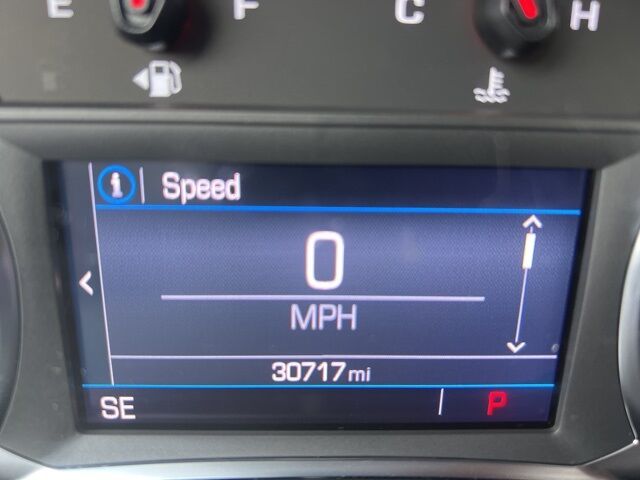 E F C H
i Speed
0
MPH
30717 mi
SE P